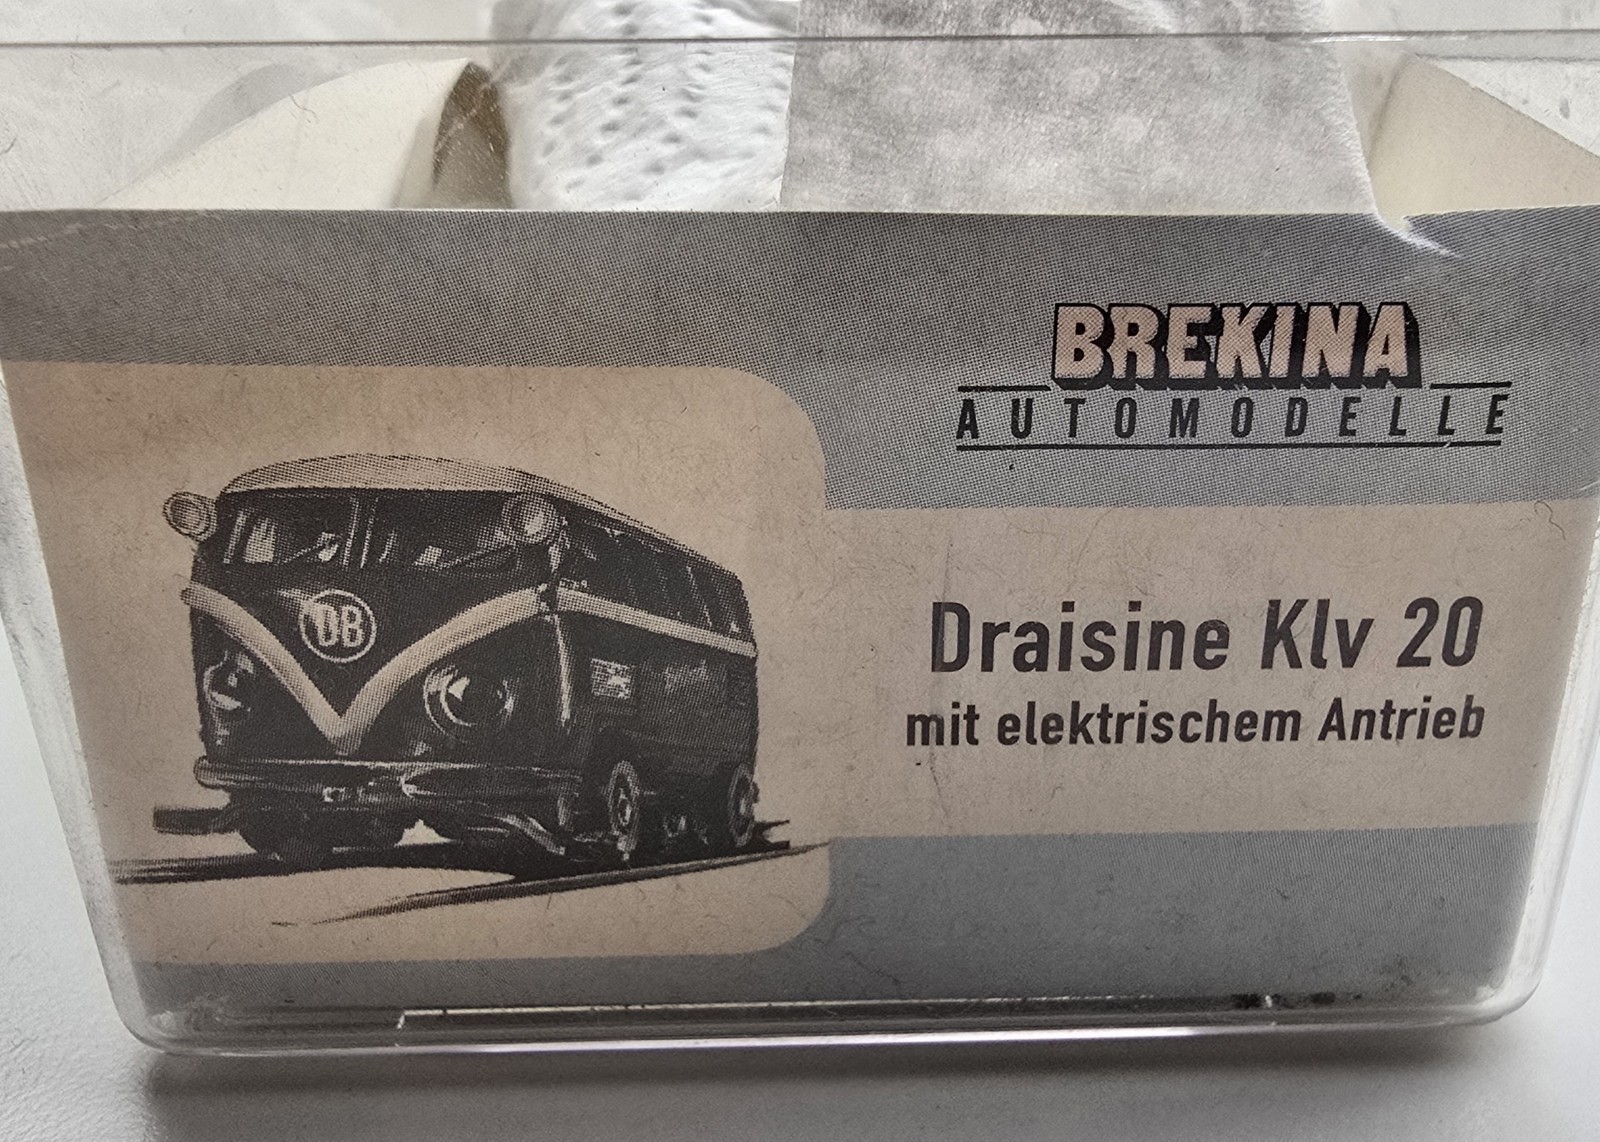 BREKINA
AUTOMODELLE
DB
Draisine Klv 20
mit elektrischem Antrieb